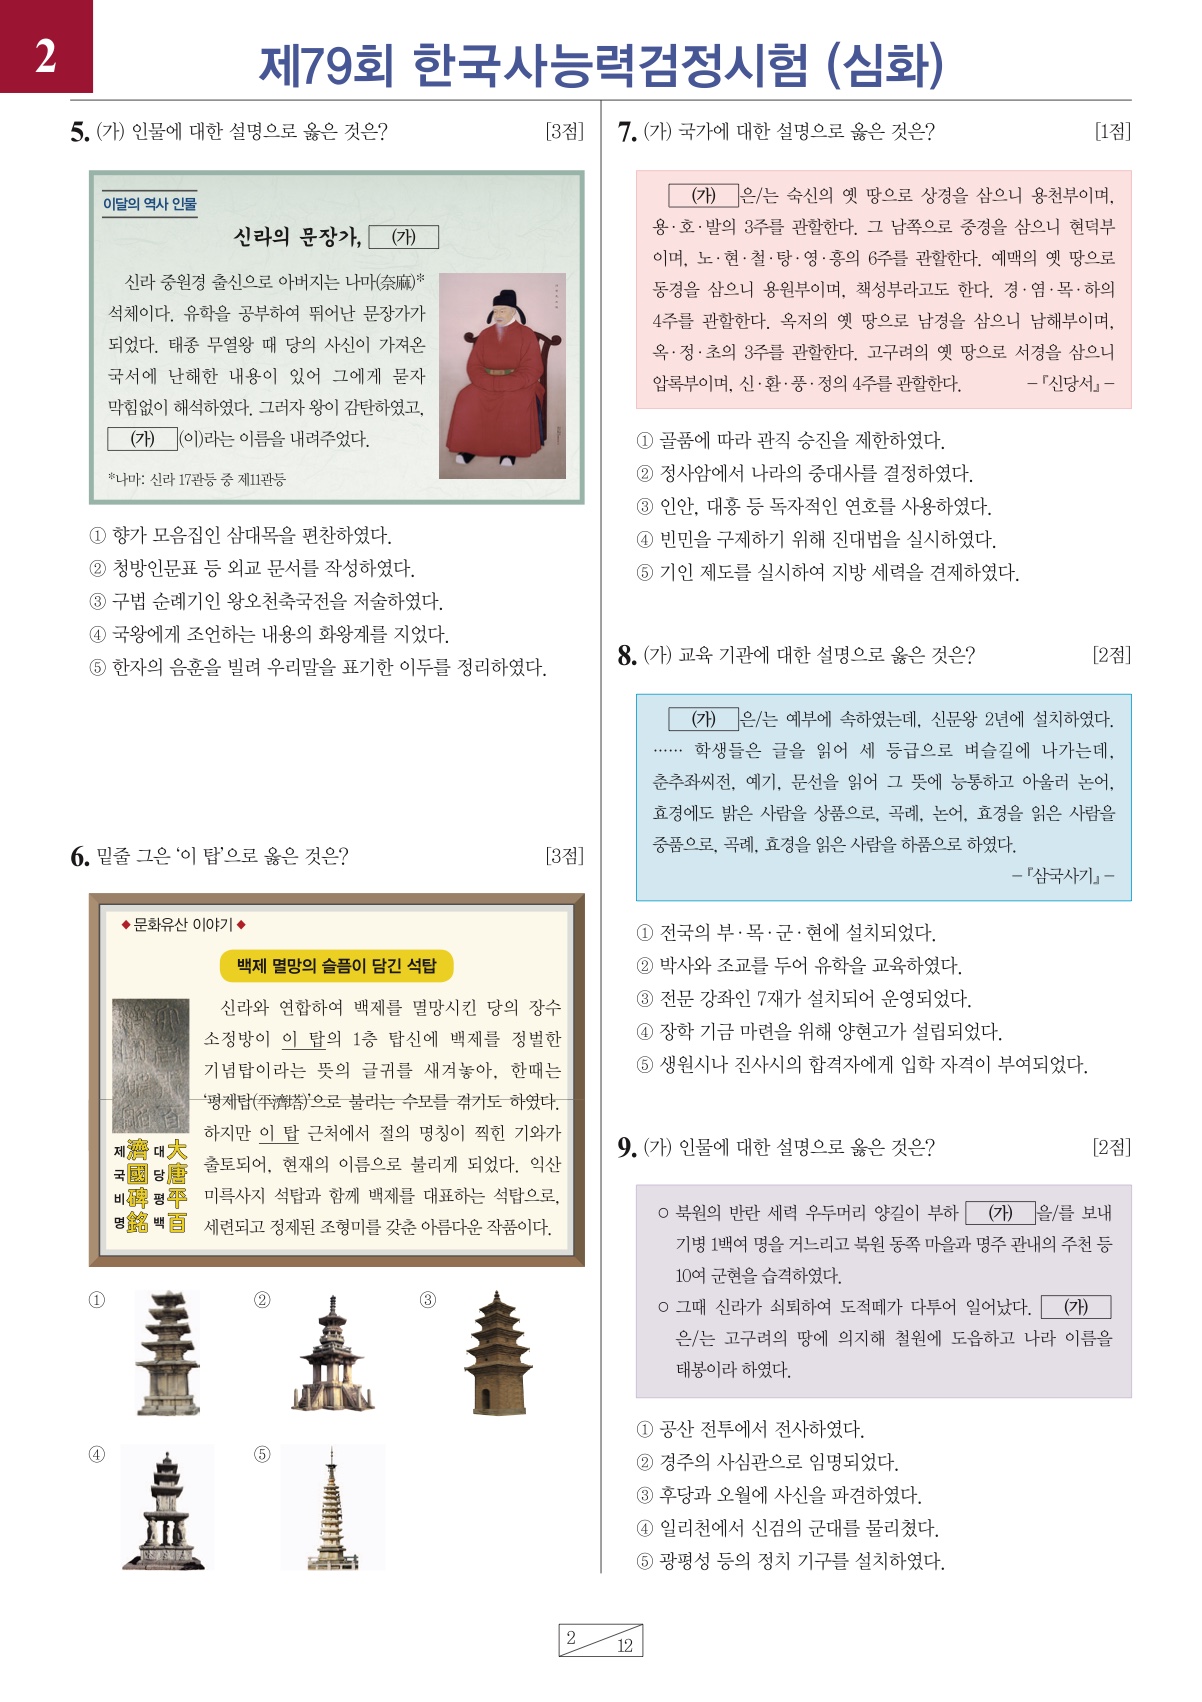 2
제79회 한국사능력검정시험 (심화)
5. (가) 인물에 대한 설명으로 옳은 것은? [3점]
이달의 역사 인물
신라의 문장가, (가)
신라 중원경 출신으로 아버지는 나마(奈麻)*
석체이다. 유학을 공부하여 뛰어난 문장가가
되었다. 태종 무열왕 때 당의 사신이 가져온
국서에 난해한 내용이 있어 그에게 묻자
막힘없이 해석하였다. 그러자 왕이 감탄하였고,
(가) (이)라는 이름을 내려주었다.
*나마: 신라 17관등 중 제11관등
① 향가 모음집인 삼대목을 편찬하였다.
② 청방인문표 등 외교 문서를 작성하였다.
③ 구법 순례기인 왕오천축국전을 저술하였다.
④ 국왕에게 조언하는 내용의 화왕계를 지었다.
⑤ 한자의 음훈을 빌려 우리말을 표기한 이두를 정리하였다.
6. 밑줄 그은 ‘이 탑’으로 옳은 것은? [3점]
◆ 문화유산 이야기 ◆
백제 멸망의 슬픔이 담긴 석탑
신라와 연합하여 백제를 멸망시킨 당의 장수
소정방이 이 탑의 1층 탑신에 백제를 정벌한
기념탑이라는 뜻의 글귀를 새겨놓아, 한때는
‘평제탑(平濟塔)’으로 불리는 수모를 겪기도 하였다.
하지만 이 탑 근처에서 절의 명칭이 찍힌 기와가
출토되어, 현재의 이름으로 불리게 되었다. 익산
미륵사지 석탑과 함께 백제를 대표하는 석탑으로,
세련되고 정제된 조형미를 갖춘 아름다운 작품이다.
제濟 대大
국國 당唐
비碑 평平
명銘 백百
① ② ③
④ ⑤
7. (가) 국가에 대한 설명으로 옳은 것은? [1점]
(가) 은/는 숙신의 옛 땅으로 상경을 삼으니 용천부이며,
용·호·발의 3주를 관할한다. 그 남쪽으로 중경을 삼으니 현덕부
이며, 노·현·철·탕·영·흥의 6주를 관할한다. 예맥의 옛 땅으로
동경을 삼으니 용원부이며, 책성부라고도 한다. 경·염·목·하의
4주를 관할한다. 옥저의 옛 땅으로 남경을 삼으니 남해부이며,
옥·정·초의 3주를 관할한다. 고구려의 옛 땅으로 서경을 삼으니
압록부이며, 신·환·풍·정의 4주를 관할한다. －『신당서』－
① 골품에 따라 관직 승진을 제한하였다.
② 정사암에서 나라의 중대사를 결정하였다.
③ 인안, 대흥 등 독자적인 연호를 사용하였다.
④ 빈민을 구제하기 위해 진대법을 실시하였다.
⑤ 기인 제도를 실시하여 지방 세력을 견제하였다.
8. (가) 교육 기관에 대한 설명으로 옳은 것은? [2점]
(가) 은/는 예부에 속하였는데, 신문왕 2년에 설치하였다.
…… 학생들은 글을 읽어 세 등급으로 벼슬길에 나가는데,
춘추좌씨전, 예기, 문선을 읽어 그 뜻에 능통하고 아울러 논어,
효경에도 밝은 사람을 상품으로, 곡례, 논어, 효경을 읽은 사람을
중품으로, 곡례, 효경을 읽은 사람을 하품으로 하였다.
－『삼국사기』－
① 전국의 부·목·군·현에 설치되었다.
② 박사와 조교를 두어 유학을 교육하였다.
③ 전문 강좌인 7재가 설치되어 운영되었다.
④ 장학 기금 마련을 위해 양현고가 설립되었다.
⑤ 생원시나 진사시의 합격자에게 입학 자격이 부여되었다.
9. (가) 인물에 대한 설명으로 옳은 것은? [2점]
○ 북원의 반란 세력 우두머리 양길이 부하 (가) 을/를 보내
기병 1백여 명을 거느리고 북원 동쪽 마을과 명주 관내의 주천 등
10여 군현을 습격하였다.
○ 그때 신라가 쇠퇴하여 도적떼가 다투어 일어났다. (가)
은/는 고구려의 땅에 의지해 철원에 도읍하고 나라 이름을
태봉이라 하였다.
① 공산 전투에서 전사하였다.
② 경주의 사심관으로 임명되었다.
③ 후당과 오월에 사신을 파견하였다.
④ 일리천에서 신검의 군대를 물리쳤다.
⑤ 광평성 등의 정치 기구를 설치하였다.
2 12